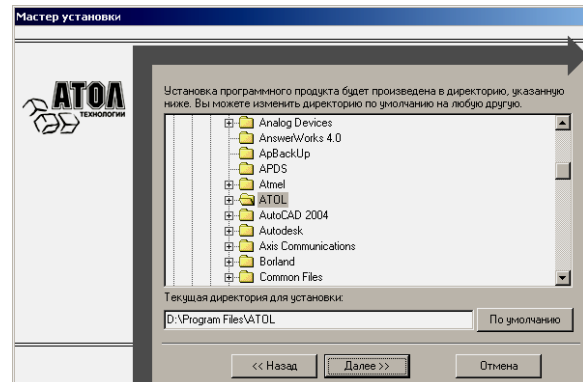 Мастер установки
АТОЛ
ТЕХНОЛОГИИ
Установка программного продукта будет произведена в директорию, указанную
ниже. Вы можете изменить директорию по умолчанию на любую другую.
Analog Devices
AnswerWorks 4.0
ApBackUp
APDS
Atmel
ATOL
AutoCAD 2004
Autodesk
Axis Communications
Borland
Common Files
Текущая директория для установки:
D:\Program Files\ATOL
По умолчанию
<< Назад
Далее >>
Отмена